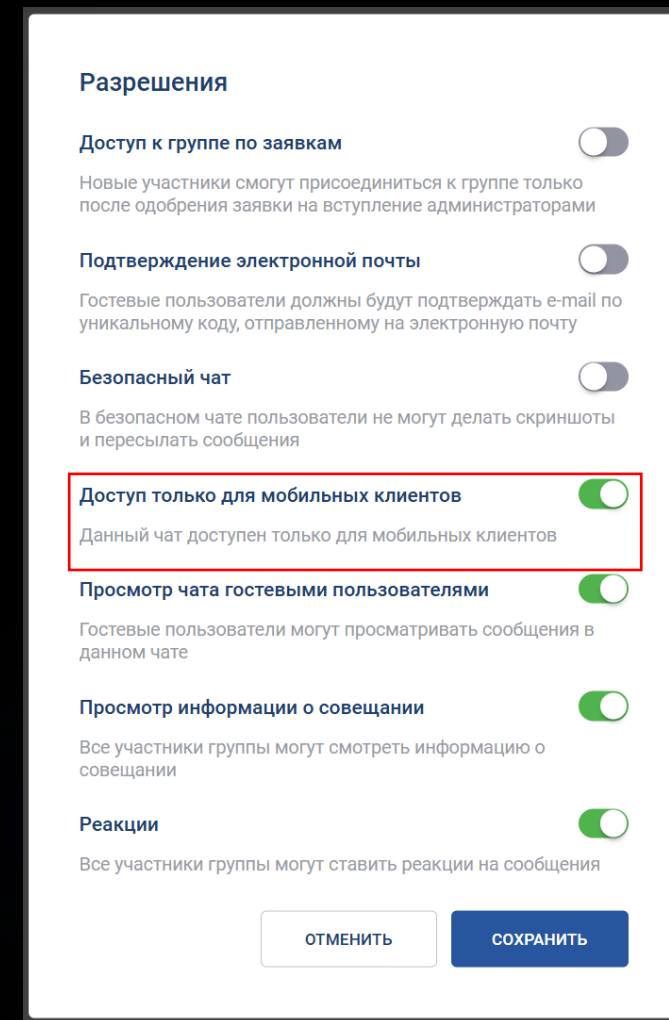 Разрешения
Доступ к группе по заявкам
Новые участники смогут присоединиться к группе только
после одобрения заявки на вступление администраторами
Подтверждение электронной почты
Гостевые пользователи должны будут подтверждать e-mail по
уникальному коду, отправленному на электронную почту
Безопасный чат
В безопасном чате пользователи не могут делать скриншоты
и пересылать сообщения
Доступ только для мобильных клиентов
Данный чат доступен только для мобильных клиентов
Просмотр чата гостевыми пользователями
Гостевые пользователи могут просматривать сообщения в
данном чате
Просмотр информации о совещании
Все участники группы могут смотреть информацию о
совещании
Реакции
Все участники группы могут ставить реакции на сообщения
ОТМЕНИТЬ
СОХРАНИТЬ